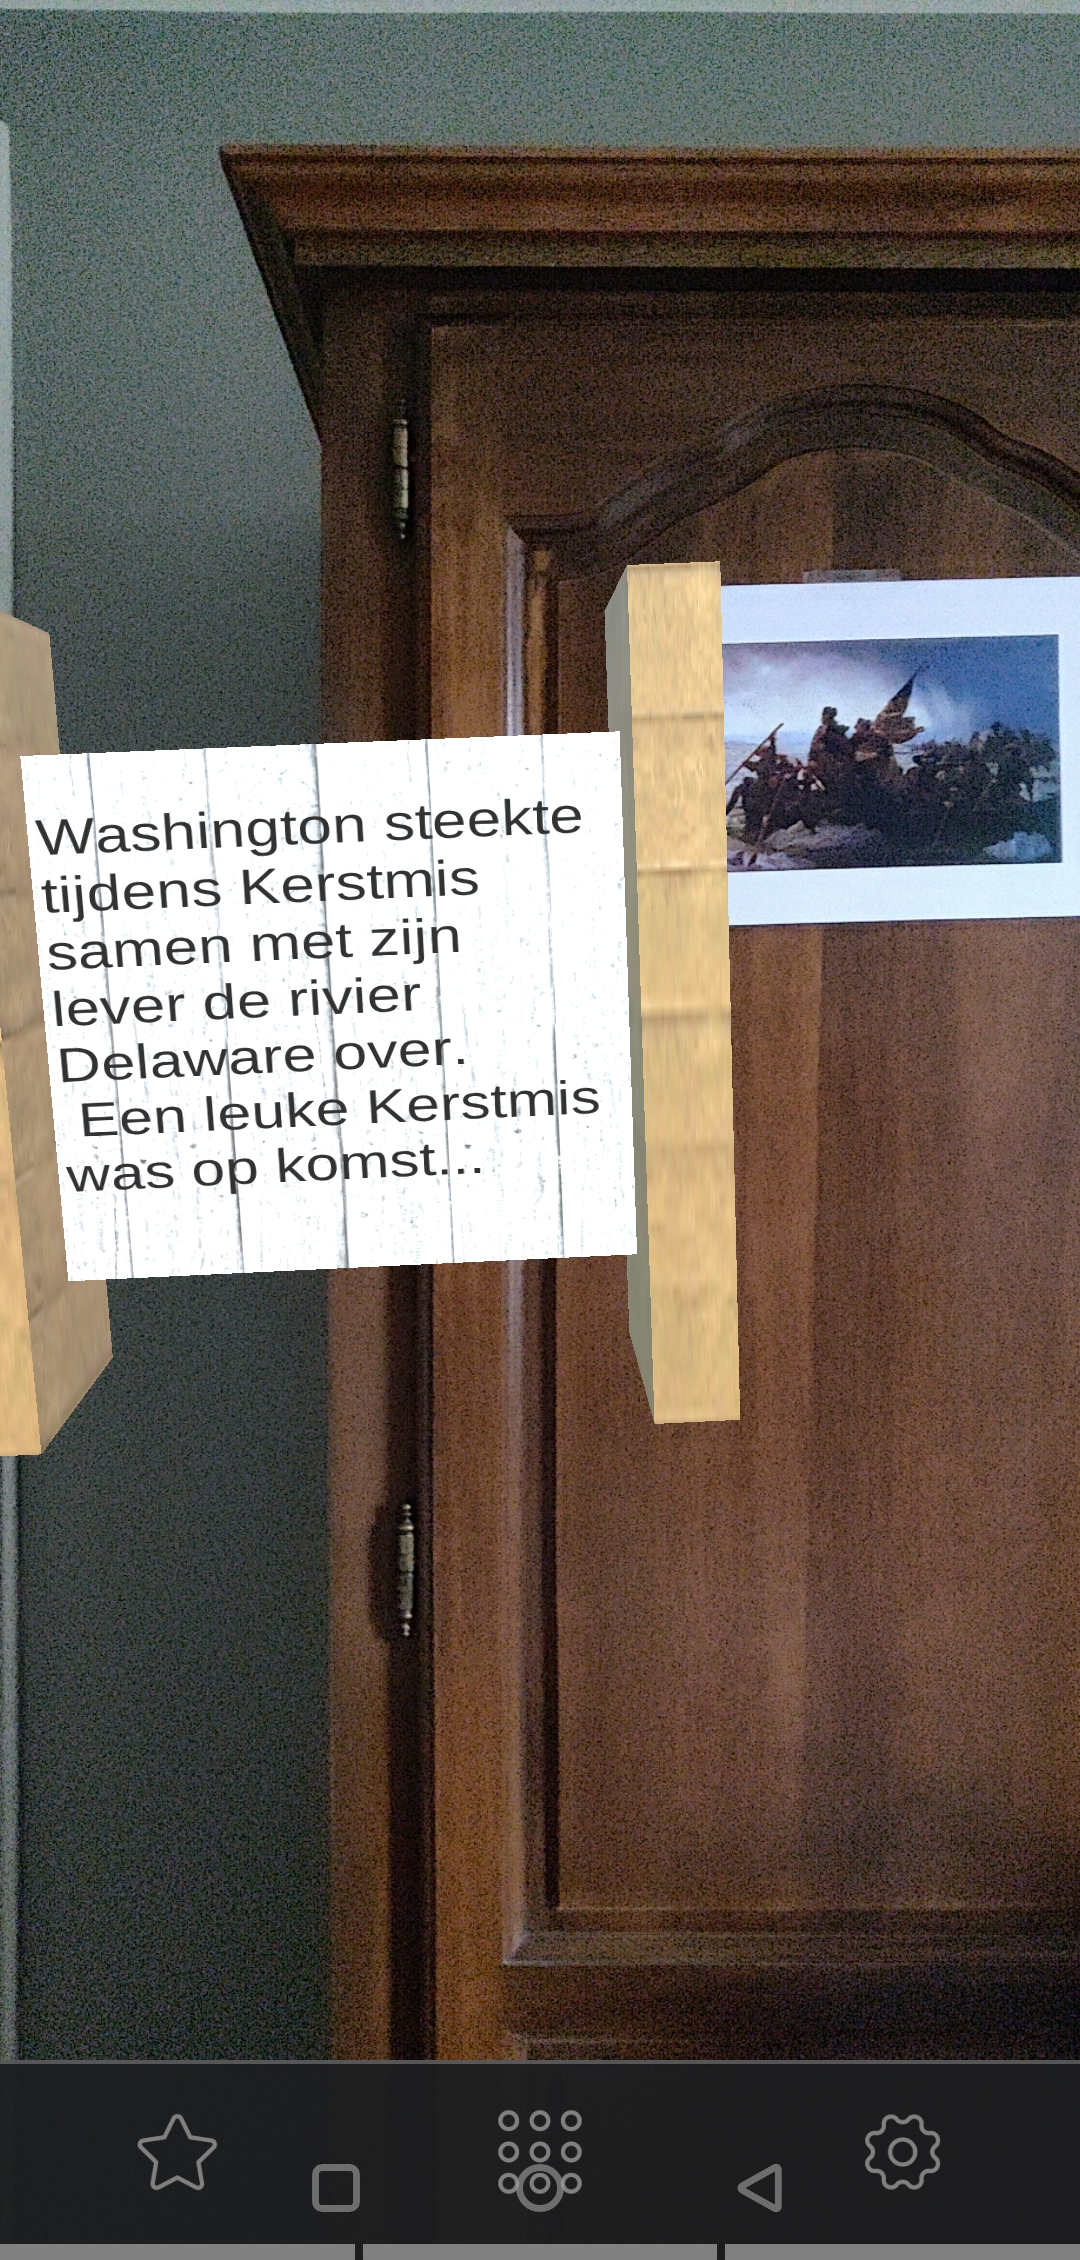 Washington steekte
tijdens Kerstmis
samen met zijn
lever de rivier
Delaware over.
Een leuke Kerstmis
was op komst...